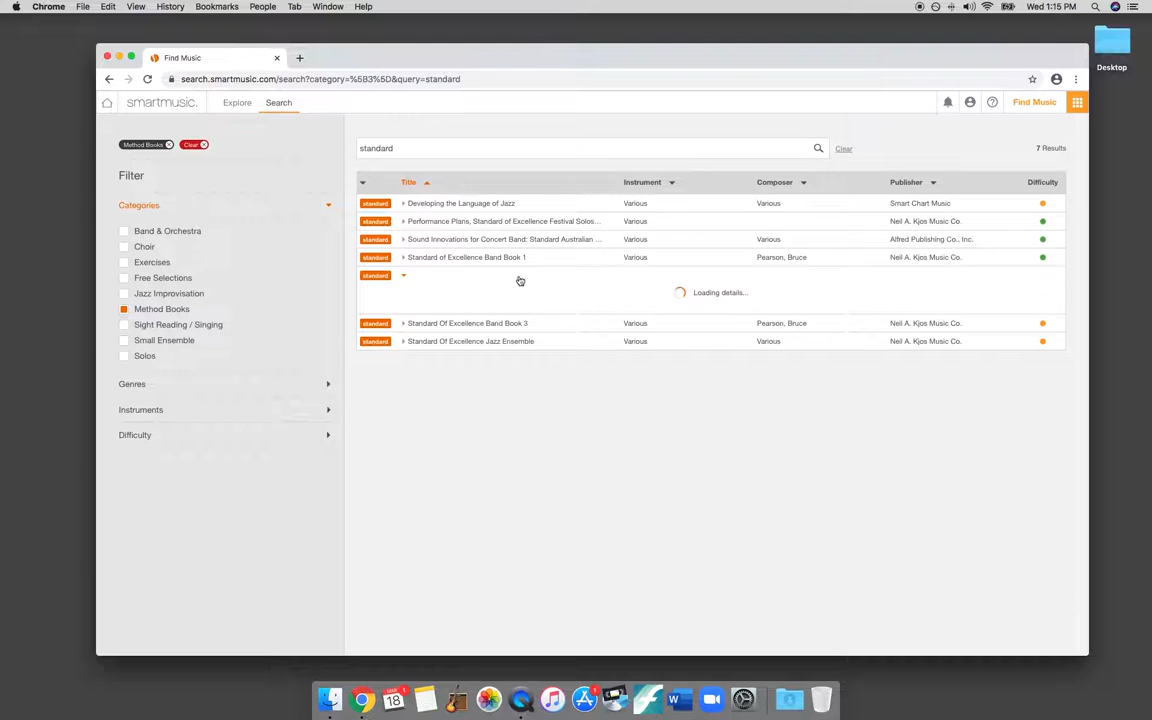 Chrome File Edit View History Bookmarks People Tab Window Help Wed 1:15 PM
Find Music
search.smartmusic.com/search?category=%5B3%5D&query=standard
Desktop
smartmusic. Explore Search Find Music
Method Books Clear
standard Clear 7 Results
Filter
Title Instrument Composer Publisher Difficulty
Categories
standard Developing the Language of Jazz Various Various Smart Chart Music
standard Performance Plans, Standard of Excellence Festival Solos... Various Neil A. Kjos Music Co.
standard Sound Innovations for Concert Band: Standard Australian ... Various Various Alfred Publishing Co., Inc.
standard Standard of Excellence Band Book 1 Various Pearson, Bruce Neil A. Kjos Music Co.
standard
Loading details...
standard Standard Of Excellence Band Book 3 Various Pearson, Bruce Neil A. Kjos Music Co.
standard Standard Of Excellence Jazz Ensemble Various Various Neil A. Kjos Music Co.
Band & Orchestra
Choir
Exercises
Free Selections
Jazz Improvisation
Method Books
Sight Reading / Singing
Small Ensemble
Solos
Genres
Instruments
Difficulty
18
1
1
W